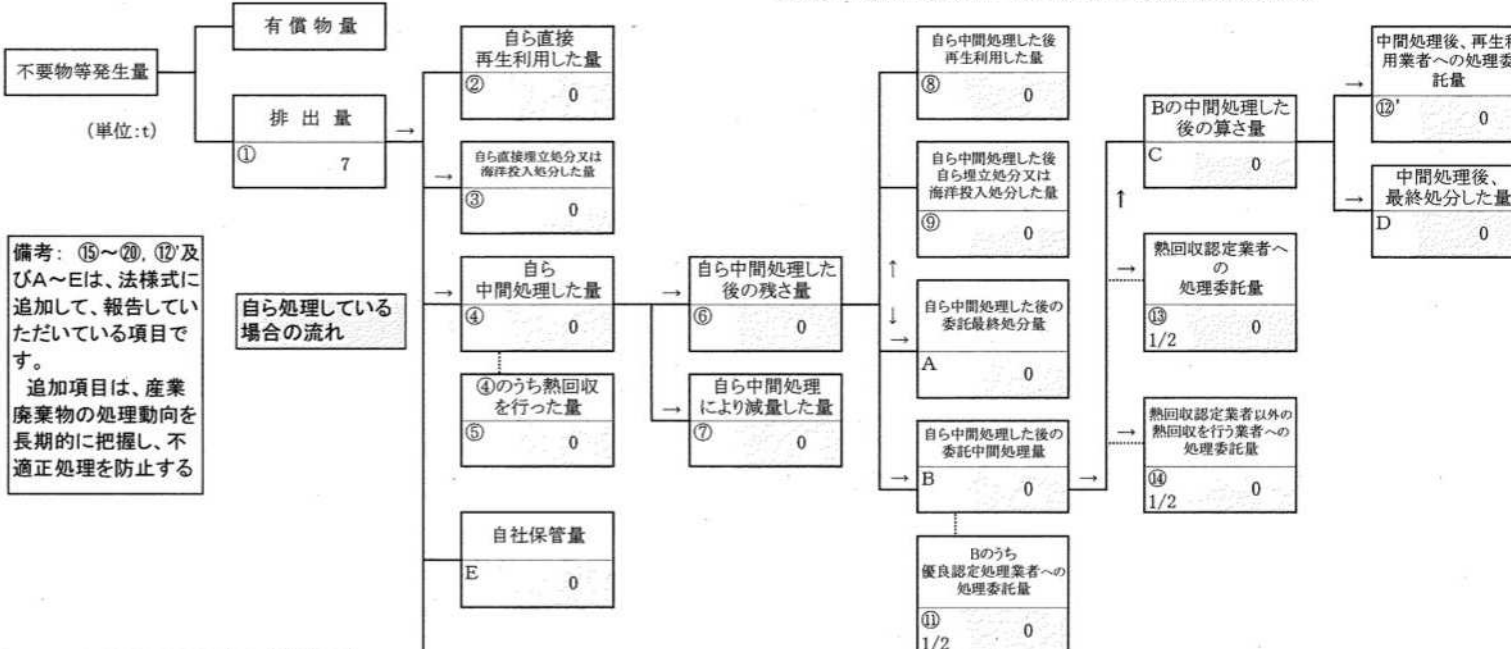 有償物量
不要物等発生量
(単位:t)
排出量
→
①
7
自ら直接
再生利用した量
②
0
→
自ら直接埋立処分又は
海洋投入処分した量
③
0
備考: ⑮～⑳, ⑫'及
びA～Eは、法様式に
追加して、報告してい
ただいている項目で
す。
追加項目は、産業
廃棄物の処理動向を
長期的に把握し、不
適正処理を防止する
自ら処理している
場合の流れ
→
自ら
中間処理した量
④
0
④のうち熱回収
を行った量
⑤
0
自社保管量
E
0
→
自ら中間処理した
後の残さ量
⑥
0
→
自ら中間処理
により減量した量
⑦
0
自ら中間処理した後
再生利用した量
⑧
0
自ら中間処理した後
自ら埋立処分又は
海洋投入処分した量
⑨
0
↑
↓
→
自ら中間処理した後の
委託最終処分量
A
0
→
自ら中間処理した後の
委託中間処理量
B
0
→
Bのうち
優良認定処理業者への
処理委託量
⑪
1/2
0
↑
Bの中間処理した
後の算さ量
C
0
→
熱回収認定業者へ
の
処理委託量
⑬
1/2
0
→
熱回収認定業者以外の
熱回収を行う業者への
処理委託量
⑭
1/2
0
→
中間処理後、再生利
用業者への処理委
託量
⑫'
0
→
中間処理後、
最終処分した量
D
0